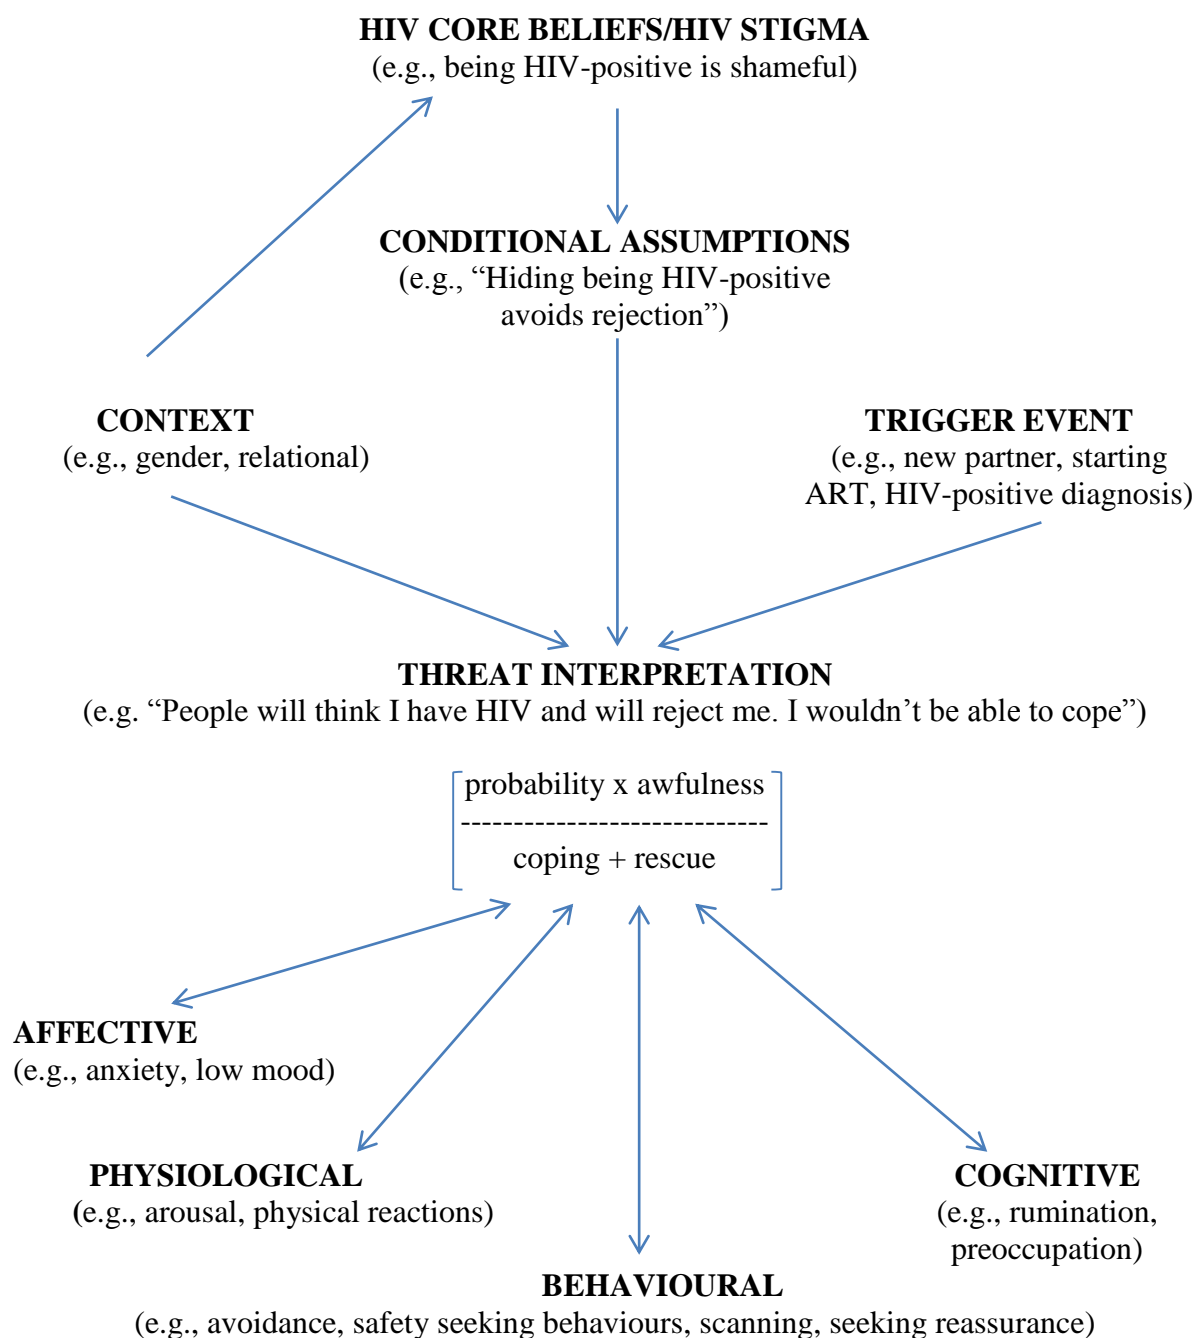 HIV CORE BELIEFS/HIV STIGMA
(e.g., being HIV-positive is shameful)
CONDITIONAL ASSUMPTIONS
(e.g., “Hiding being HIV-positive
avoids rejection”)
CONTEXT
(e.g., gender, relational)
TRIGGER EVENT
(e.g., new partner, starting
ART, HIV-positive diagnosis)
THREAT INTERPRETATION
(e.g. “People will think I have HIV and will reject me. I wouldn’t be able to cope”)
probability x awfulness
-----------------------------
coping + rescue
AFFECTIVE
(e.g., anxiety, low mood)
PHYSIOLOGICAL
(e.g., arousal, physical reactions)
COGNITIVE
(e.g., rumination,
preoccupation)
BEHAVIOURAL
(e.g., avoidance, safety seeking behaviours, scanning, seeking reassurance)